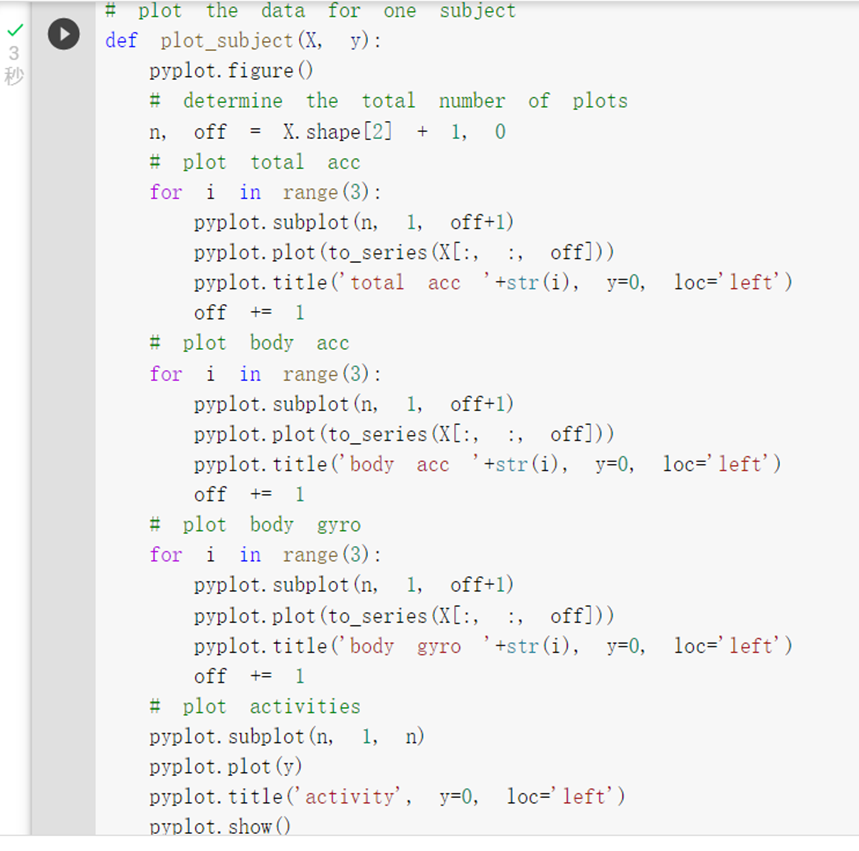 # plot the data for one subject
def plot_subject(X, y):
    pyplot.figure()
    # determine the total number of plots
    n, off = X.shape[2] + 1, 0
    # plot total acc
    for i in range(3):
        pyplot.subplot(n, 1, off+1)
        pyplot.plot(to_series(X[:, :, off]))
        pyplot.title('total acc '+str(i), y=0, loc='left')
        off += 1
    # plot body acc
    for i in range(3):
        pyplot.subplot(n, 1, off+1)
        pyplot.plot(to_series(X[:, :, off]))
        pyplot.title('body acc '+str(i), y=0, loc='left')
        off += 1
    # plot body gyro
    for i in range(3):
        pyplot.subplot(n, 1, off+1)
        pyplot.plot(to_series(X[:, :, off]))
        pyplot.title('body gyro '+str(i), y=0, loc='left')
        off += 1
    # plot activities
    pyplot.subplot(n, 1, n)
    pyplot.plot(y)
    pyplot.title('activity', y=0, loc='left')
    pyplot.show()
3
秒